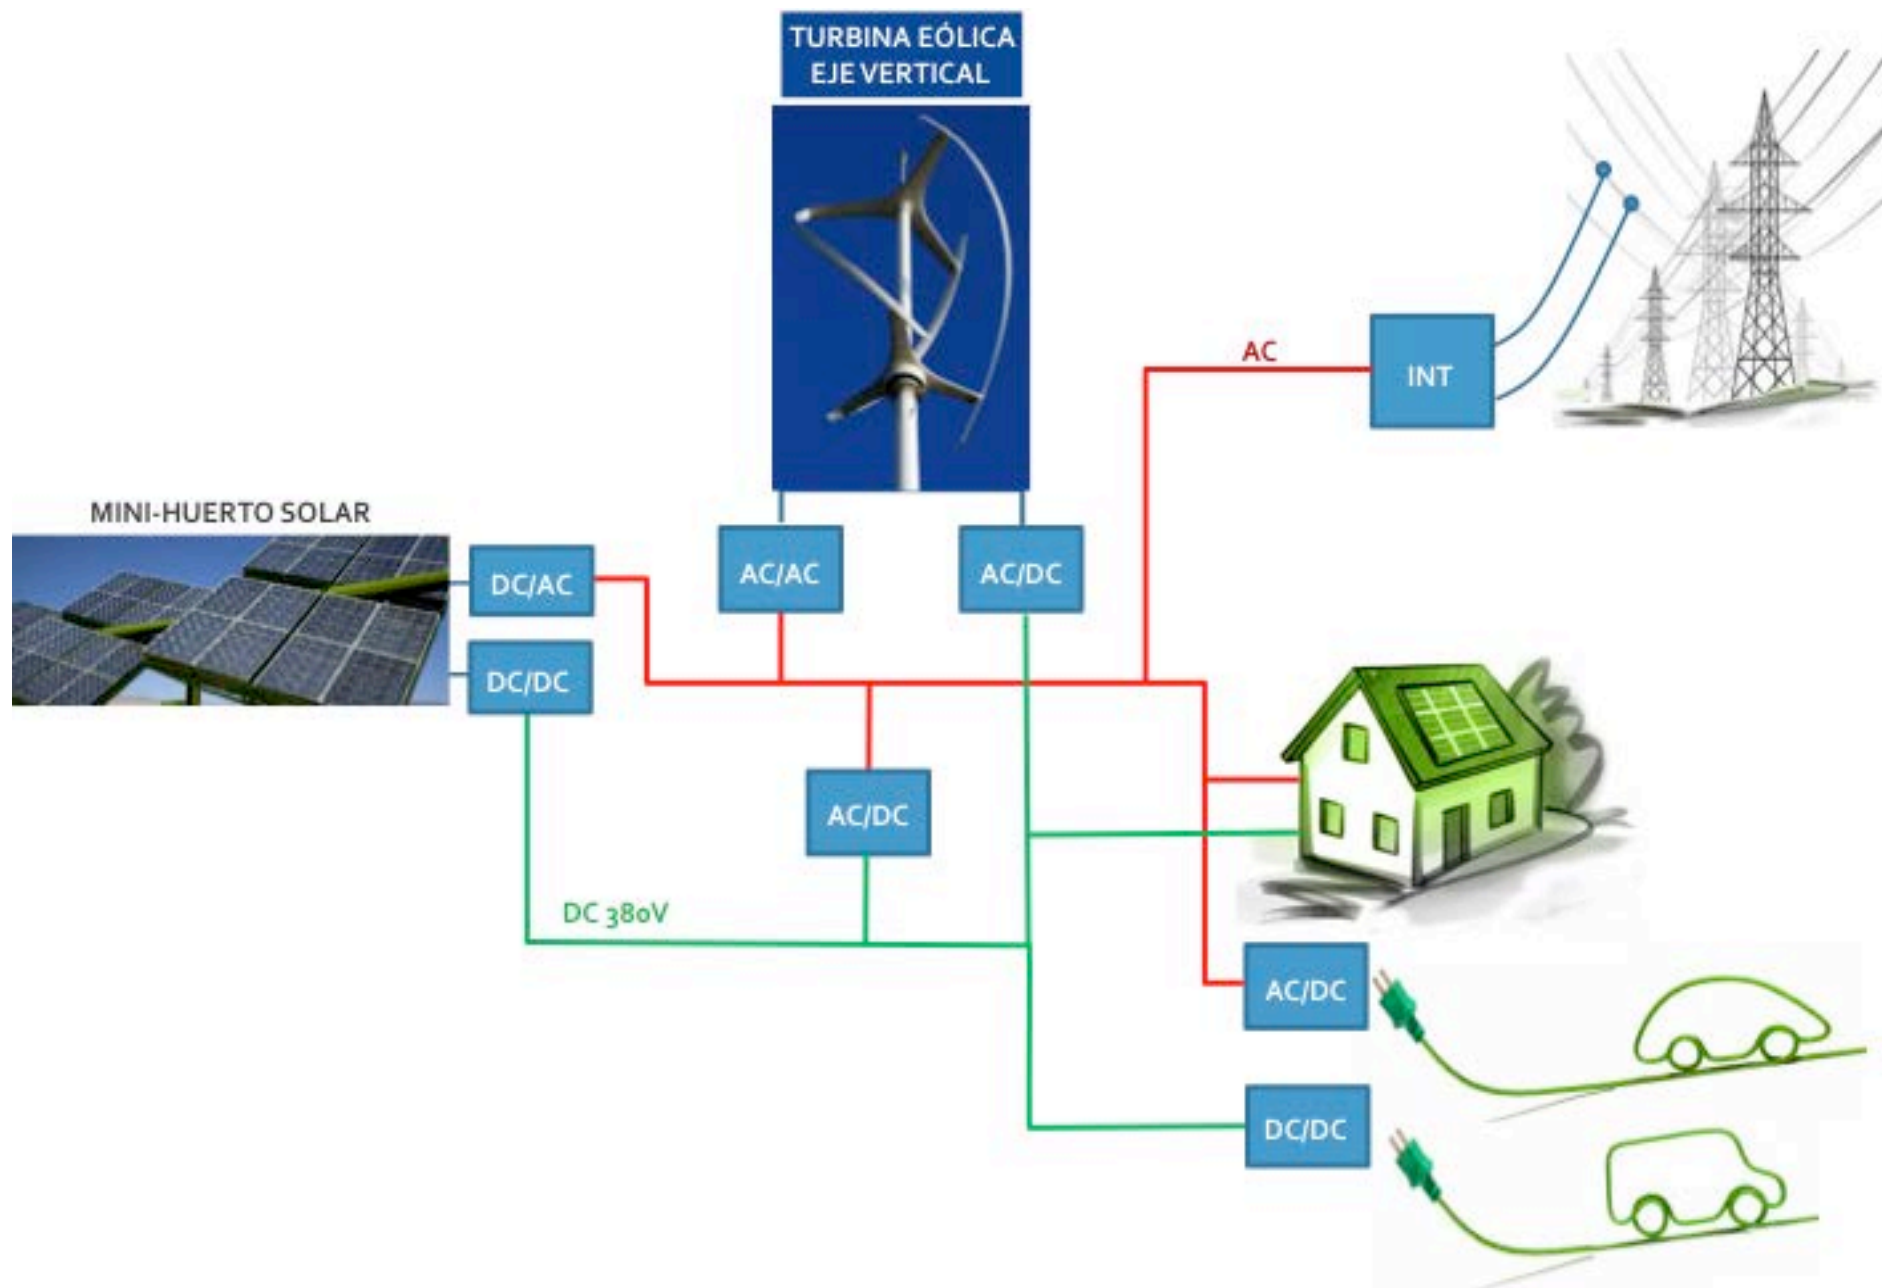 TURBINA EÓLICA
EJE VERTICAL
AC
INT
MINI-HUERTO SOLAR
DC/AC
AC/AC
AC/DC
DC/DC
AC/DC
DC 380V
AC/DC
DC/DC